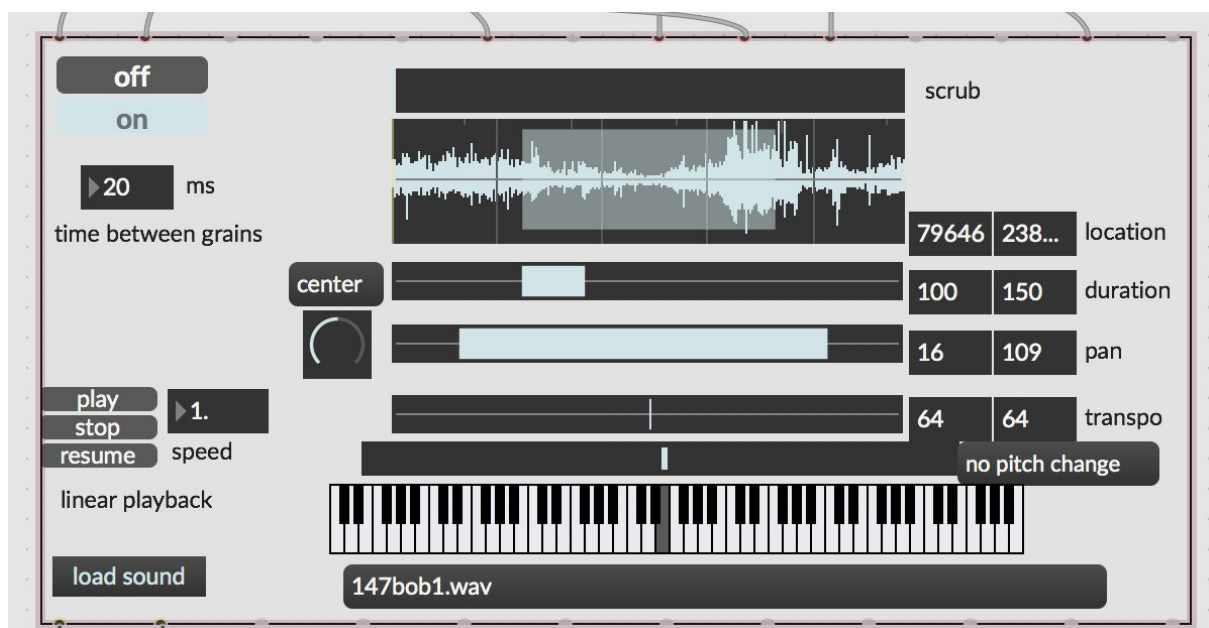 off
on
scrub
20 ms
time between grains
79646 238... location
center
100 150 duration
16 109 pan
play
1.
stop
64 64 transpo
resume speed
no pitch change
linear playback
load sound
147bob1.wav